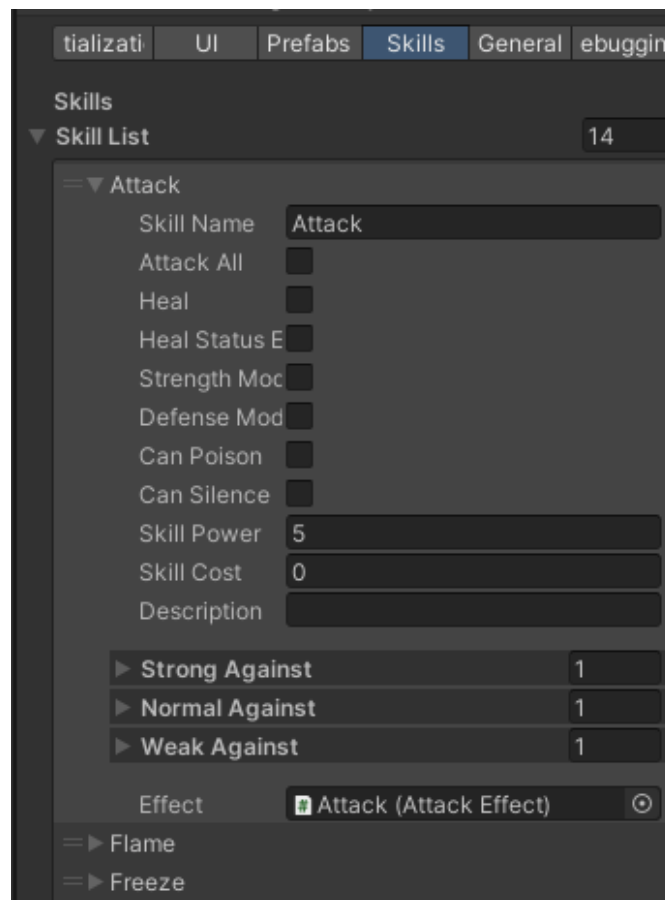 tializati UI Prefabs Skills General ebuggin
Skills
Skill List 14
Attack
Skill Name Attack
Attack All
Heal
Heal Status E
Strength Moc
Defense Mod
Can Poison
Can Silence
Skill Power 5
Skill Cost 0
Description
Strong Against 1
Normal Against 1
Weak Against 1
Effect # Attack (Attack Effect)
Flame
Freeze